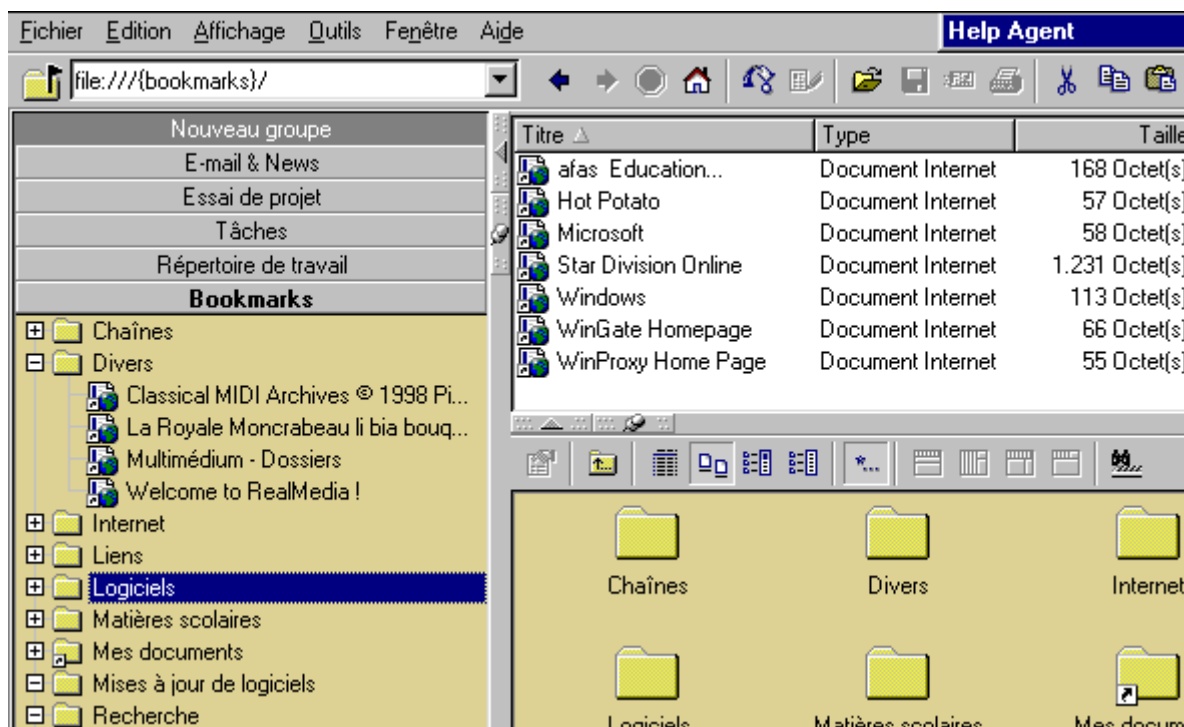 Fichier Edition Affichage Outils Fenêtre Aide
Help Agent
file:///{bookmarks}/
Nouveau groupe
E-mail & News
Essai de projet
Tâches
Répertoire de travail
Bookmarks
Chaînes
Divers
Classical MIDI Archives © 1998 Pi...
La Royale Moncrabeau li bia bouq...
Multimédium - Dossiers
Welcome to RealMedia !
Internet
Liens
Logiciels
Matières scolaires
Mes documents
Mises à jour de logiciels
Recherche
Titre Type Taille
afas Education... Document Internet 168 Octet(s)
Hot Potato Document Internet 57 Octet(s)
Microsoft Document Internet 58 Octet(s)
Star Division Online Document Internet 1.231 Octet(s)
Windows Document Internet 113 Octet(s)
WinGate Homepage Document Internet 66 Octet(s)
WinProxy Home Page Document Internet 55 Octet(s)
Chaînes Divers Internet
Logiciels Matières scolaires Mes docum